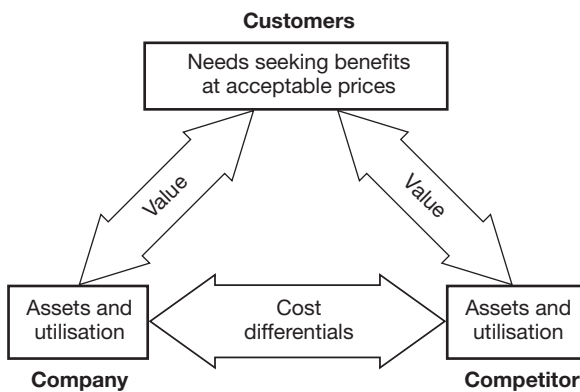 Customers
Needs seeking benefits
at acceptable prices
Value
Value
Assets and
utilisation
Cost
differentials
Assets and
utilisation
Company
Competitor